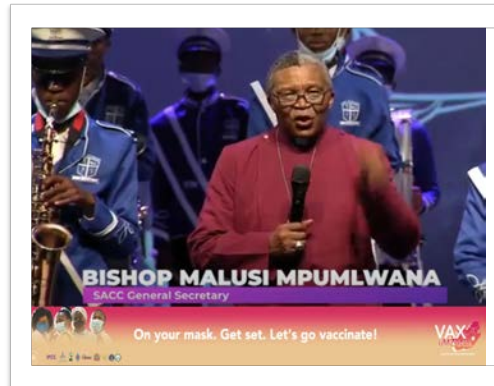 BISHOP MALUSI MPUMLWANA
SACC General Secretary
On your mask. Get set. Let's go vaccinate!
VAX